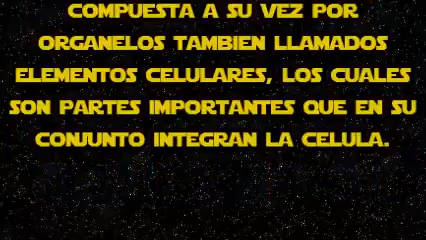 COMPUESTA A SU VEZ POR
ORGANELOS TAMBIEN LLAMADOS
ELEMENTOS CELULARES, LOS CUALES
SON PARTES IMPORTANTES QUE EN SU
CONJUNTO INTEGRAN LA CELULA.